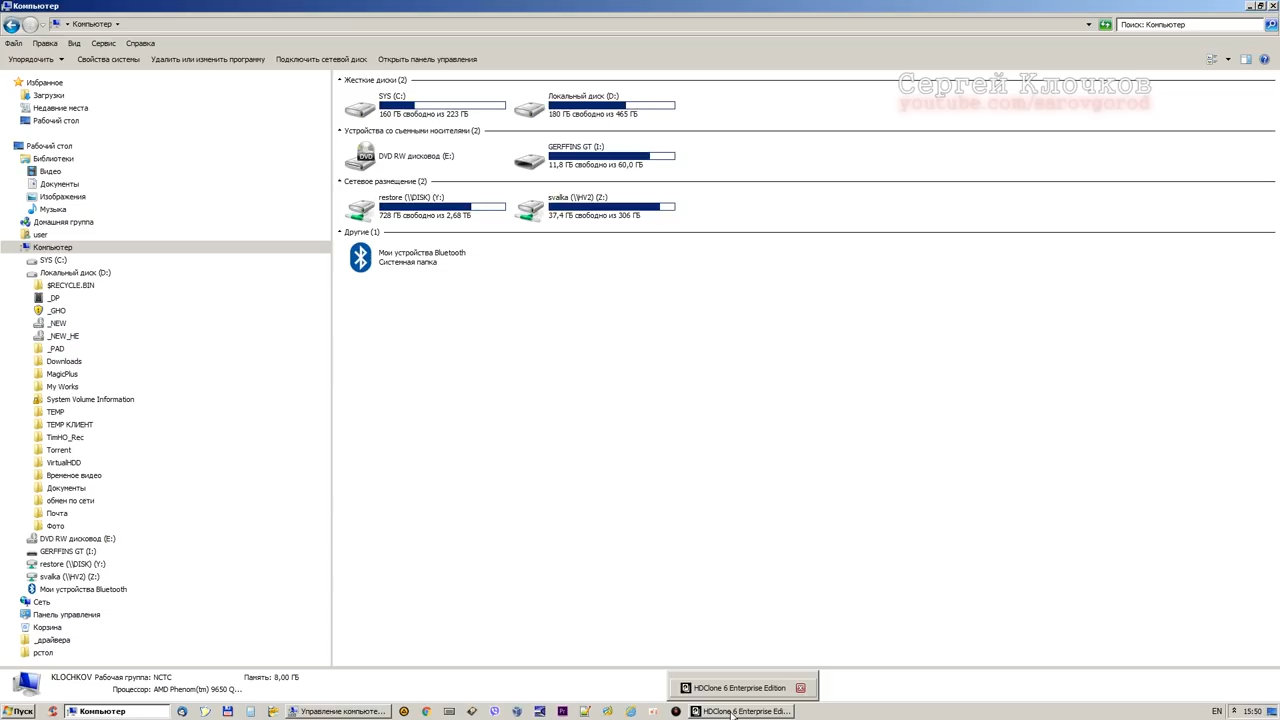 Компьютер
Компьютер
Поиск: Компьютер
Файл Правка Вид Сервис Справка
Упорядочить Свойства системы Удалить или изменить программу Подключить сетевой диск Открыть панель управления
Сергей Клочков
Избранное
Загрузки
Недавние места
Рабочий стол
Рабочий стол
Библиотеки
Видео
Документы
Изображения
Музыка
Домашняя группа
user
Компьютер
SYS (C:)
Локальный диск (D:)
$RECYCLE.BIN
_DP
_GHO
_NEW
_NEW_HE
_PAD
Downloads
MagicPlus
My Works
System Volume Information
TEMP
TEMP КЛИЕНТ
TimHO_Rec
Torrent
VirtualHDD
Временое видео
Документы
обмен по сети
Почта
Фото
DVD RW дисковод (E:)
GERFFINS GT (I:)
restore (\\DISK) (Y:)
svalka (\\HV2) (Z:)
Мои устройства Bluetooth
Сеть
Панель управления
Корзина
_драйвера
рстол
Жесткие диски (2)
SYS (C:)
160 ГБ свободно из 223 ГБ
Локальный диск (D:)
180 ГБ свободно из 465 ГБ
Устройства со съемными носителями (2)
DVD RW дисковод (E:)
GERFFINS GT (I:)
11,8 ГБ свободно из 60,0 ГБ
Сетевое размещение (2)
restore (\\DISK) (Y:)
728 ГБ свободно из 2,68 ТБ
svalka (\\HV2) (Z:)
37,4 ГБ свободно из 306 ГБ
Другие (1)
Мои устройства Bluetooth
Системная папка
KLOCHKOV Рабочая группа: NCTC Память: 8,00 ГБ
Процессор: AMD Phenom(tm) 9650 Q...
HDClone 6 Enterprise Edition
Пуск Компьютер Управление компьюте... HDClone 6 Enterprise Edi... EN 15:50